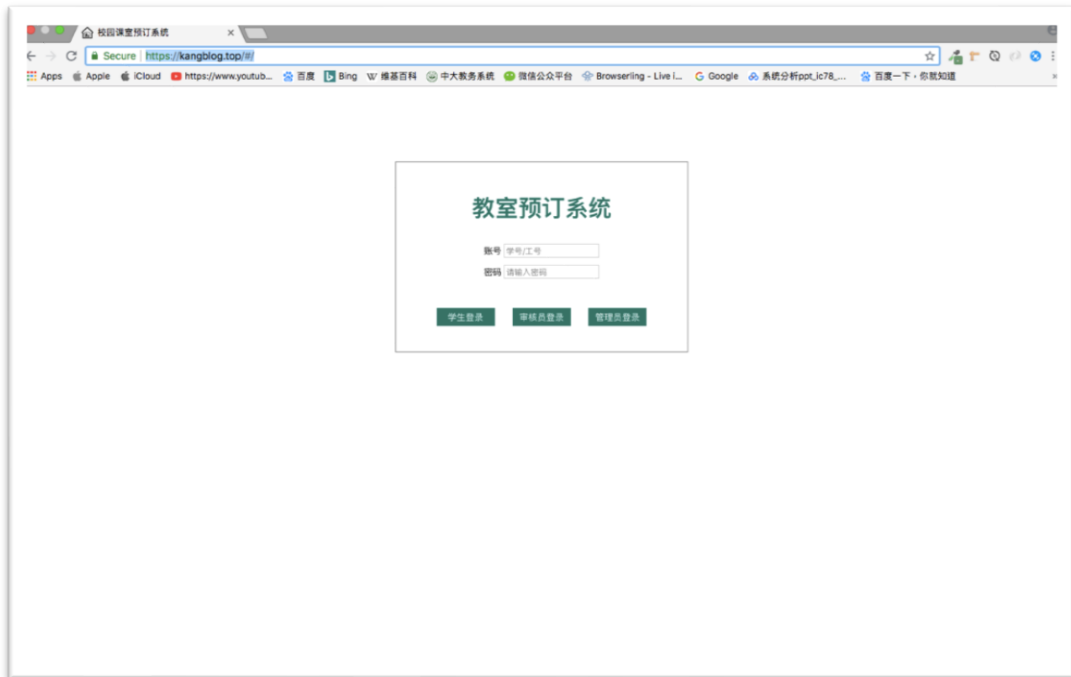 校园课室预订系统
Secure https://kangblog.top/#/
Apps Apple iCloud https://www.youtub... 百度 Bing 维基百科 中大教务系统 微信公众平台 Browserling - Live i... Google 系统分析ppt_ic78_... 百度一下,你就知道
教室预订系统
账号 学号/工号
密码 请输入密码
学生登录 审核员登录 管理员登录